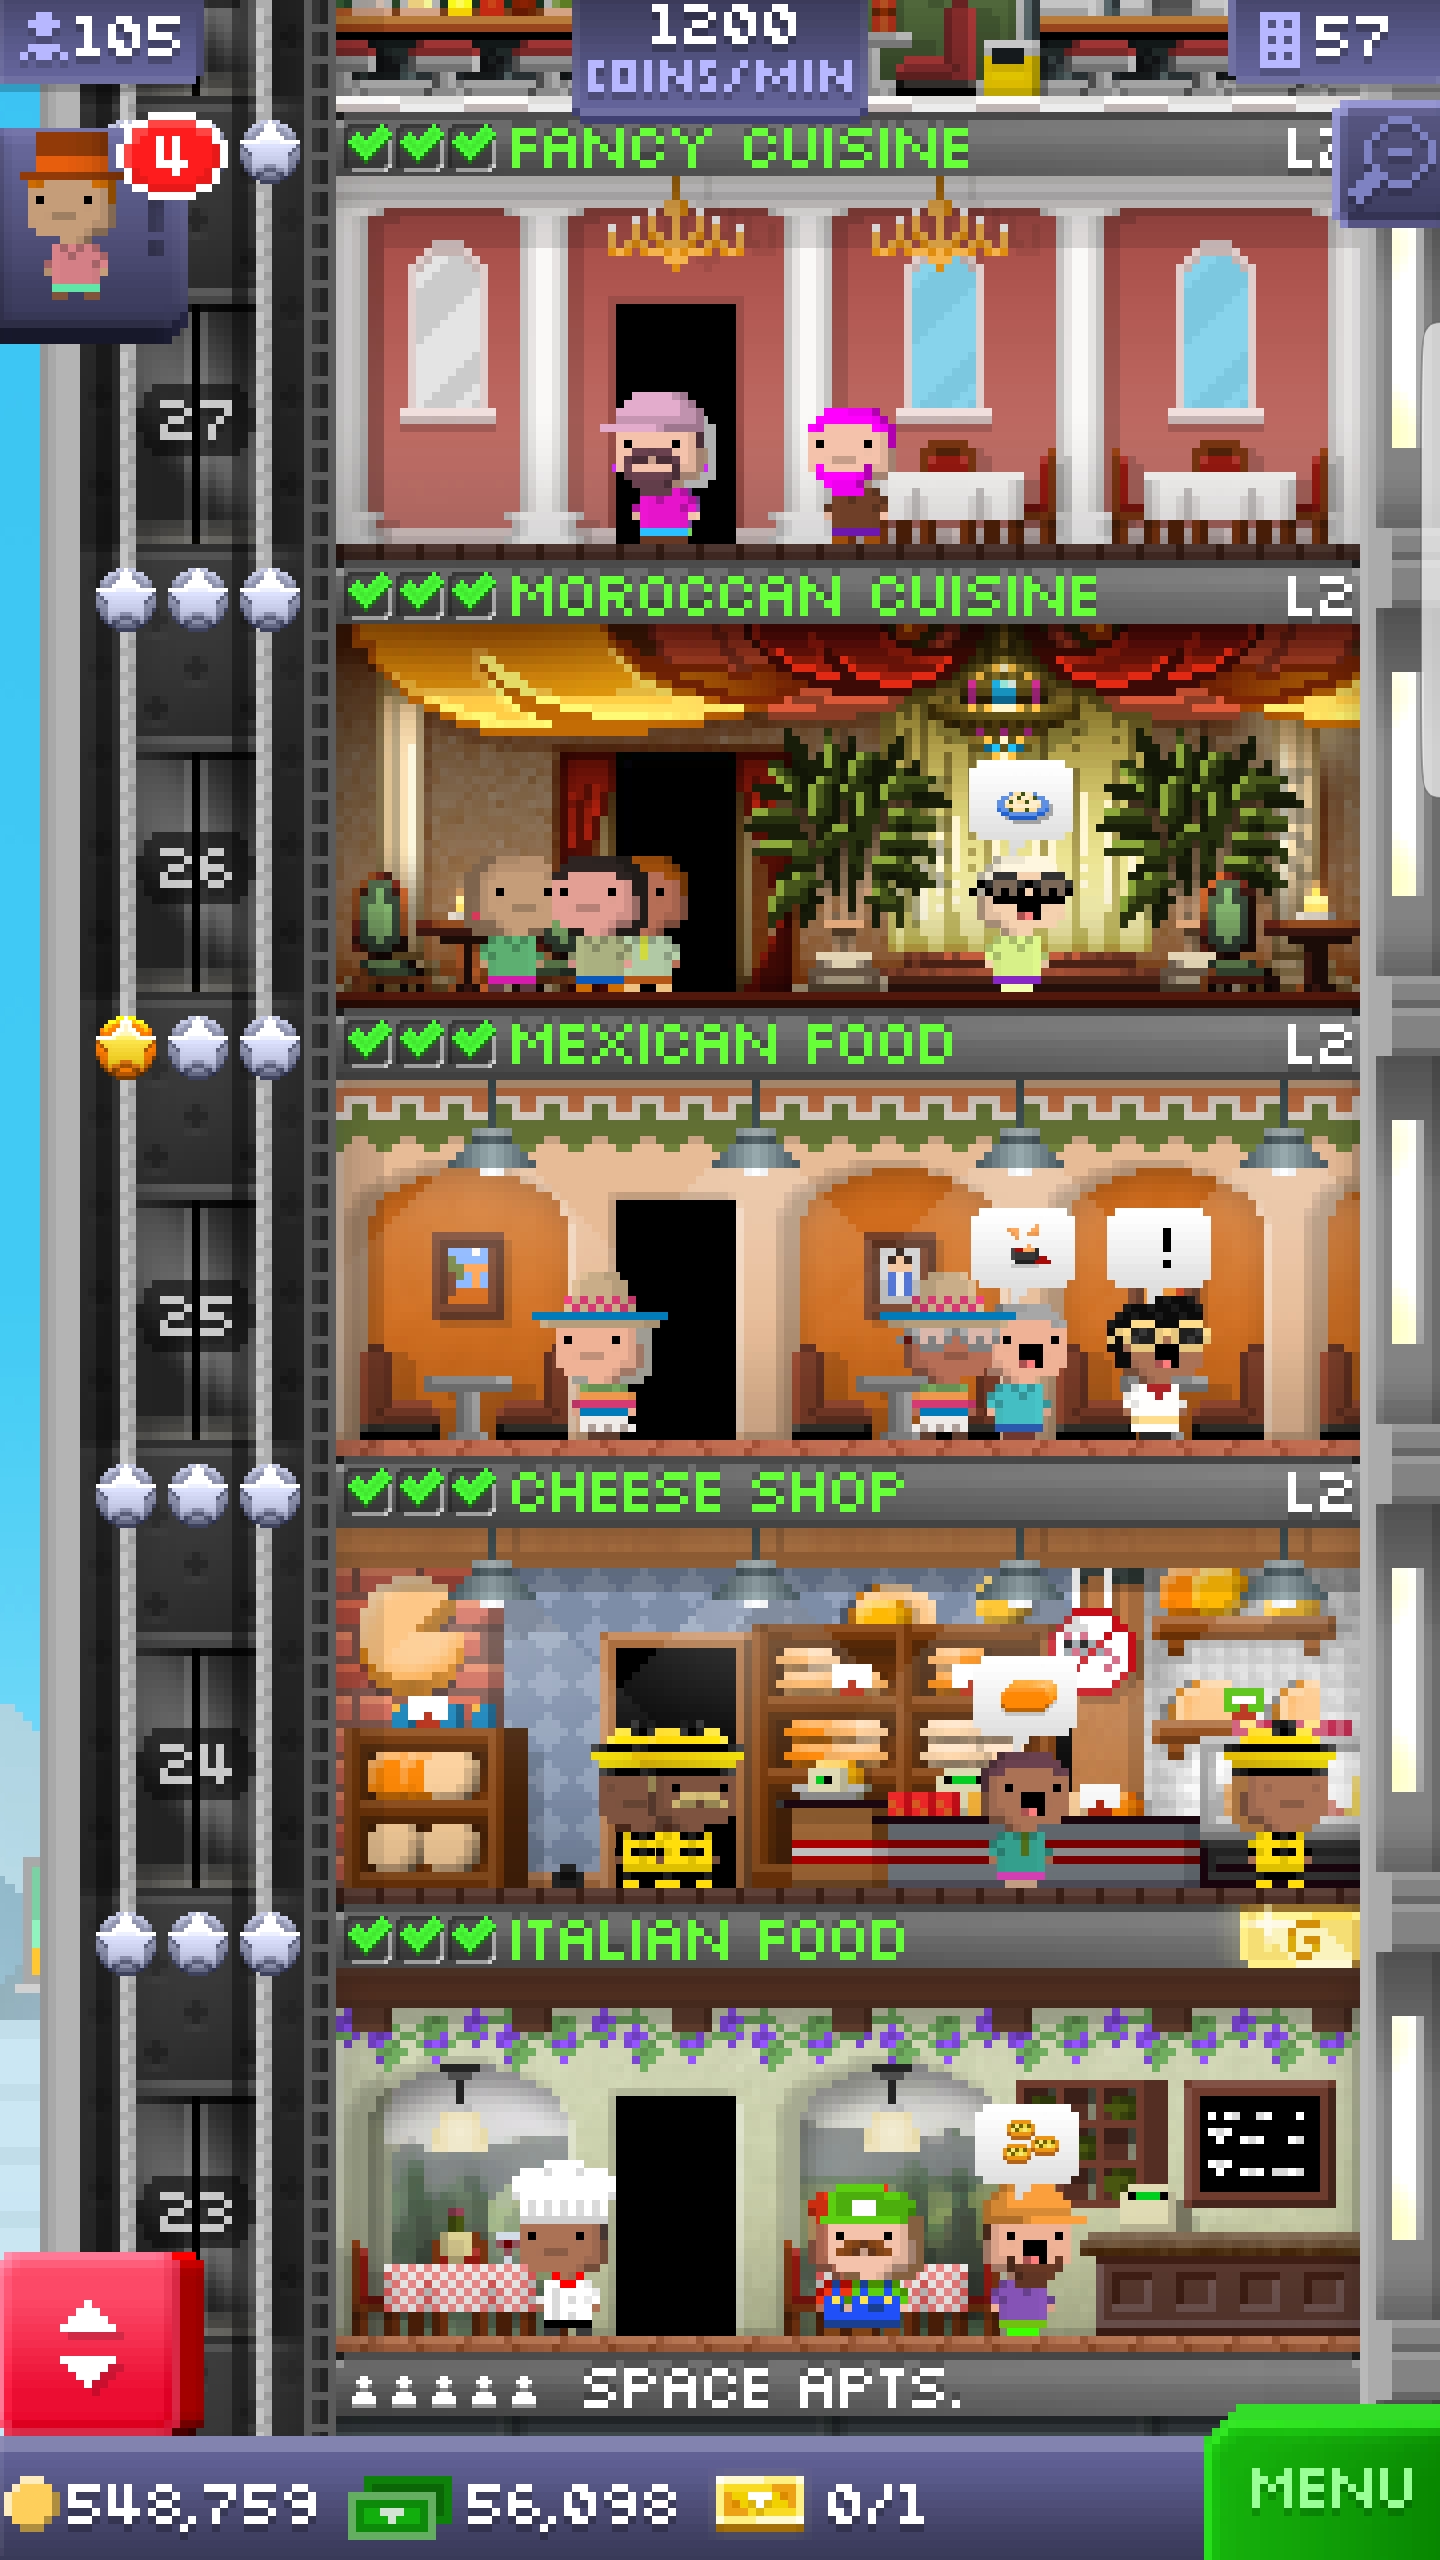 105
1200
COINS/MIN
57
4
FANCY CUISINE
27
MOROCCAN CUISINE L2
26
!
MEXICAN FOOD L2
25
CHEESE SHOP L2
24
ITALIAN FOOD G
23
SPACE APTS.
548,759 56,098 0/1
MENU